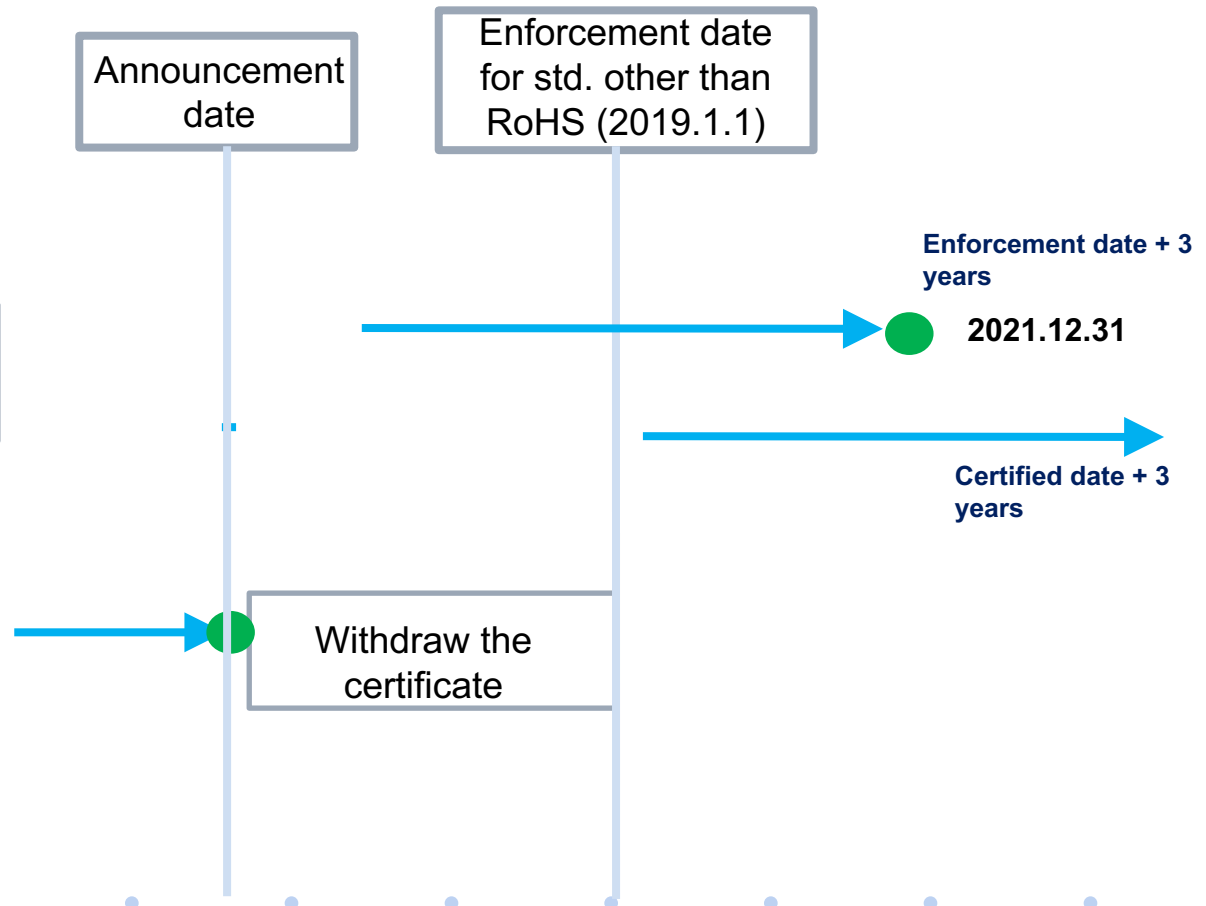 Announcement
date
Enforcement date
for std. other than
RoHS (2019.1.1)
Enforcement date + 3
years
2021.12.31
Certified date + 3
years
Withdraw the
certificate